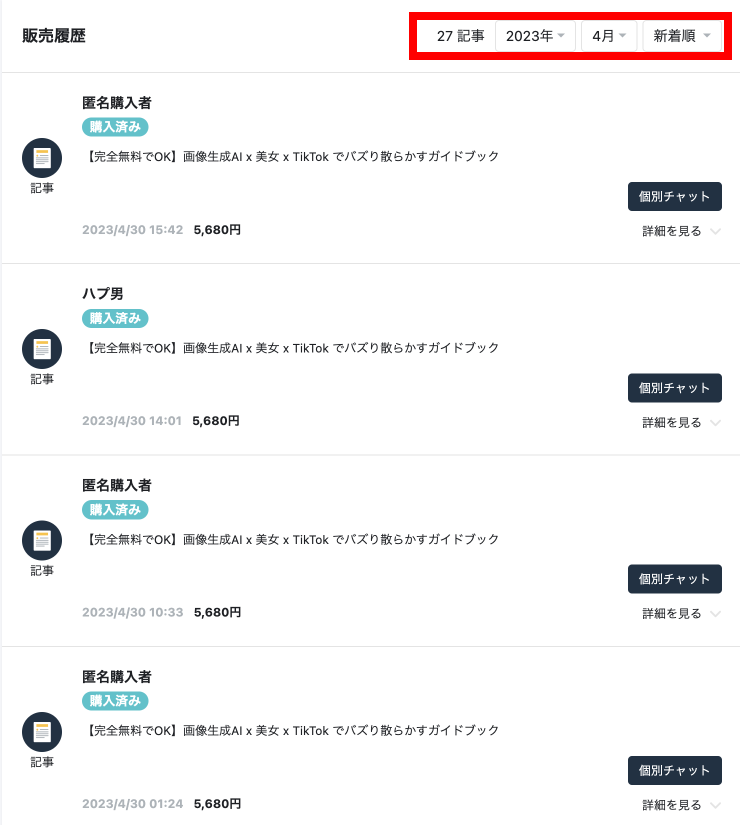 販売履歴
27 記事 2023年 4月 新着順
匿名購入者
購入済み
【完全無料でOK】画像生成AI x 美女 x TikTok でバズり散らかすガイドブック
記事
個別チャット
2023/4/30 15:42 5,680円
詳細を見る
ハプ男
購入済み
【完全無料でOK】画像生成AI x 美女 x TikTok でバズり散らかすガイドブック
記事
個別チャット
2023/4/30 14:01 5,680円
詳細を見る
匿名購入者
購入済み
【完全無料でOK】画像生成AI x 美女 x TikTok でバズり散らかすガイドブック
記事
個別チャット
2023/4/30 10:33 5,680円
詳細を見る
匿名購入者
購入済み
【完全無料でOK】画像生成AI x 美女 x TikTok でバズり散らかすガイドブック
記事
個別チャット
2023/4/30 01:24 5,680円
詳細を見る